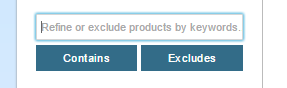 Refine or exclude products by keywords.
Contains Excludes